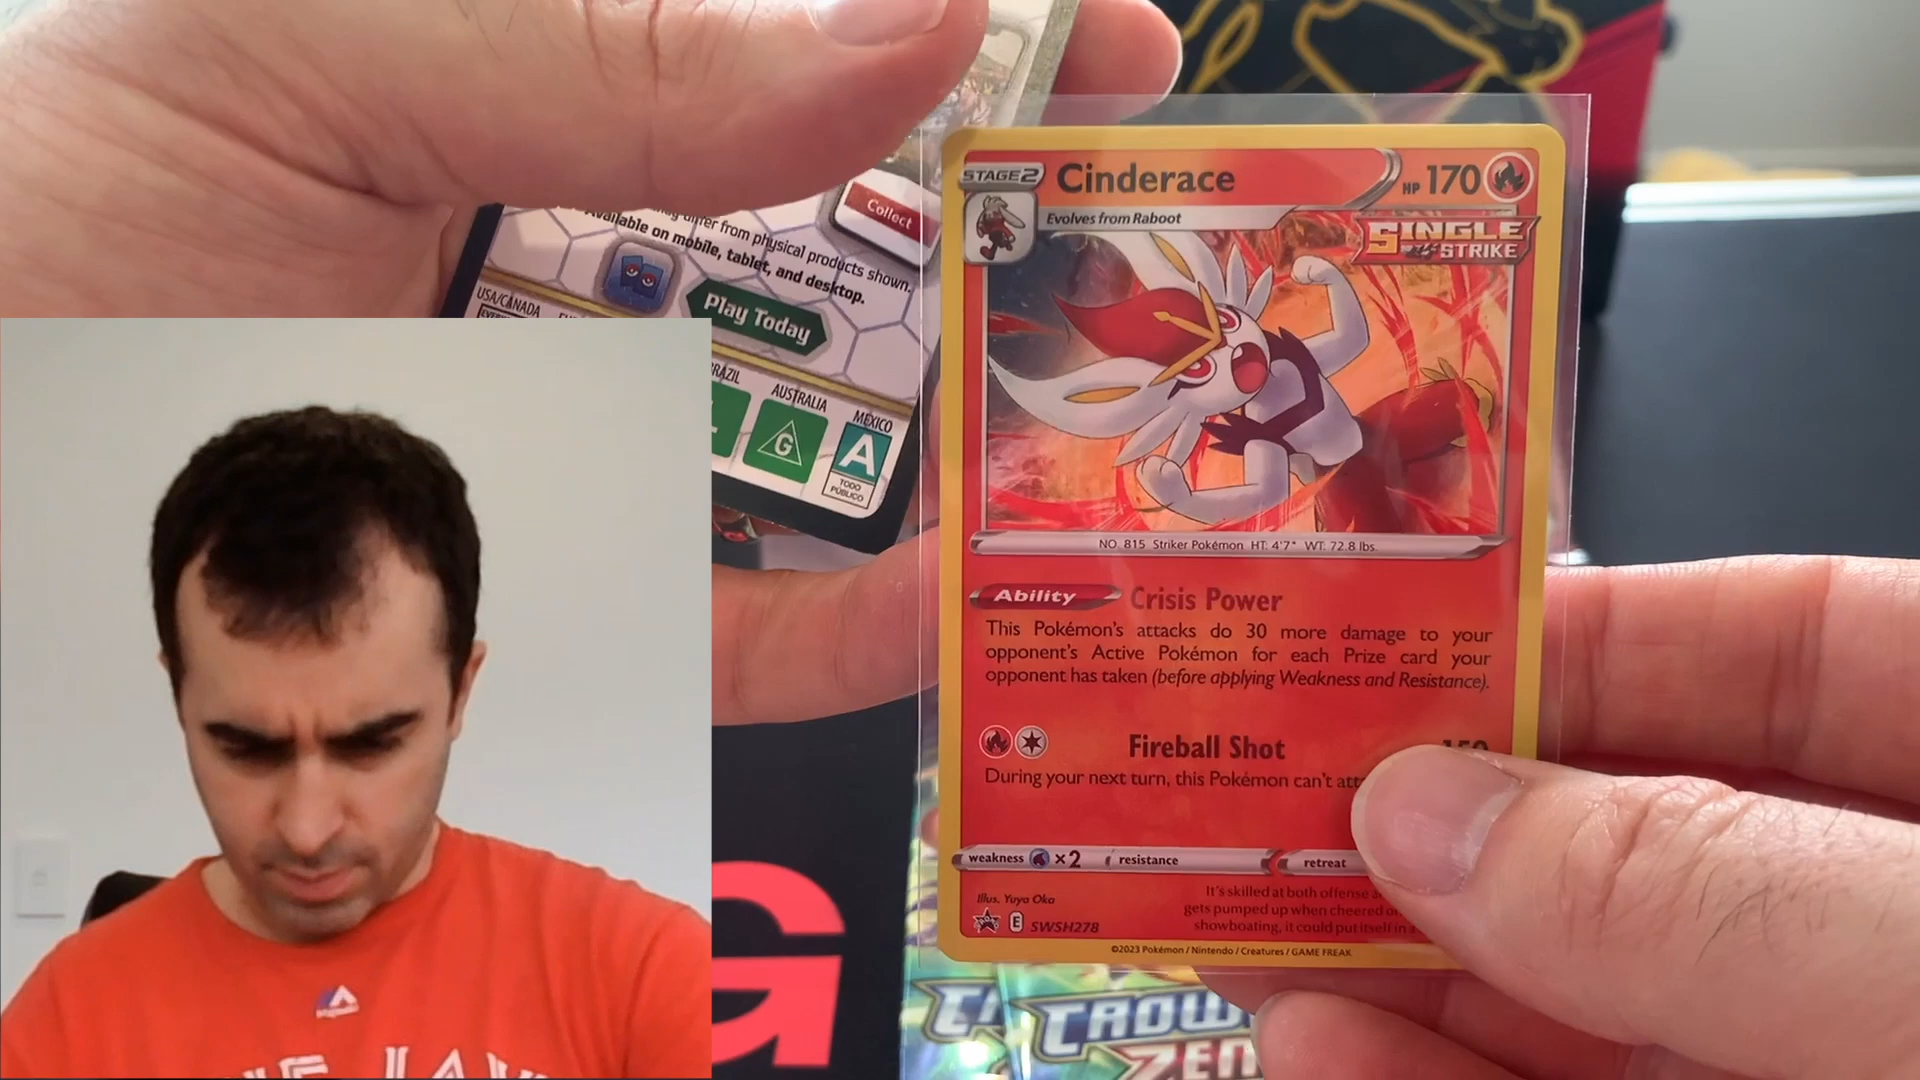 Collect
may differ from physical products shown.
Available on mobile, tablet, and desktop.
USA/CANADA
Play Today
AUSTRALIA
MEXICO
G
A
TODO
PÚBLICO
STAGE2
Cinderace
HP 170
Evolves from Raboot
SINGLE
STRIKE
NO. 815 Striker Pokémon HT: 4'7" WT: 72.8 lbs.
Ability Crisis Power
This Pokémon's attacks do 30 more damage to your
opponent's Active Pokémon for each Prize card your
opponent has taken (before applying Weakness and Resistance).
Fireball Shot
During your next turn, this Pokémon can't
weakness ×2 resistance retreat
Illus. Yuya Oka
It's skilled at both offense
gets pumped up when cheered
showboating, it could put itself in
E SWSH278
©2023 Pokémon / Nintendo / Creatures / GAME FREAK
Majestic
G
ZEN